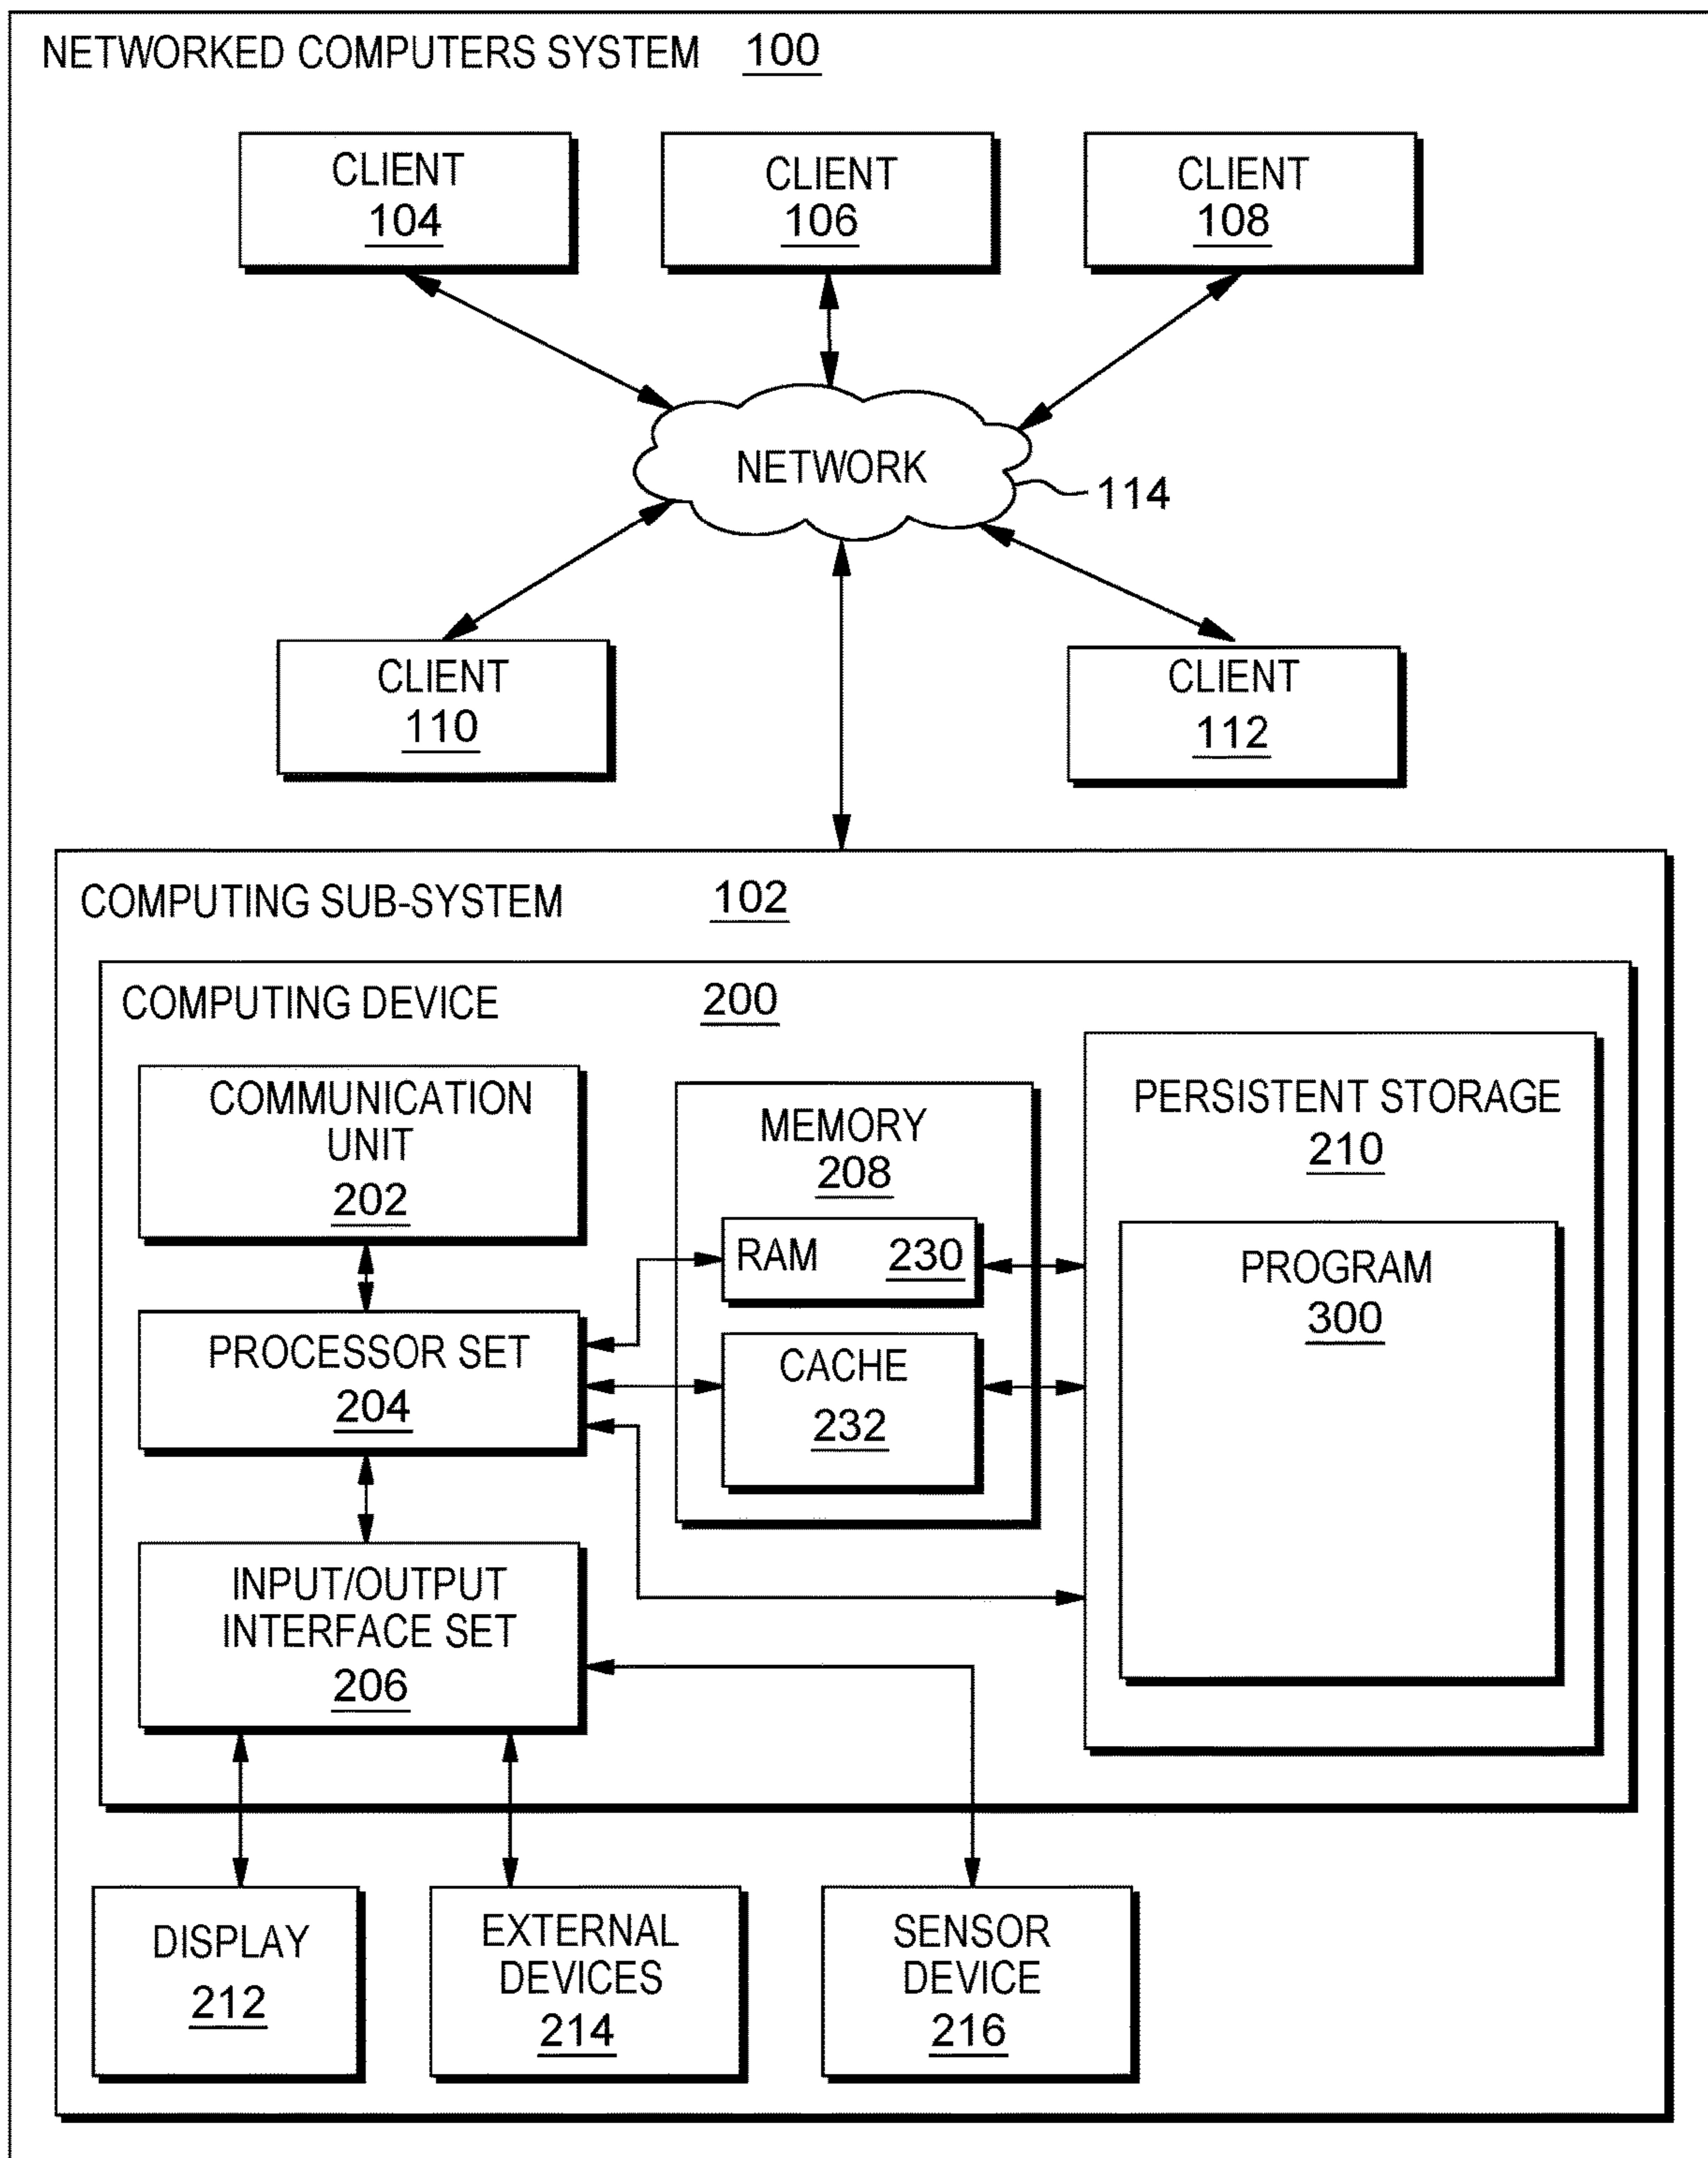 NETWORKED COMPUTERS SYSTEM 100
CLIENT
104
CLIENT
106
CLIENT
108
NETWORK
114
CLIENT
110
CLIENT
112
COMPUTING SUB-SYSTEM 102
COMPUTING DEVICE 200
COMMUNICATION
UNIT
202
PROCESSOR SET
204
INPUT/OUTPUT
INTERFACE SET
206
MEMORY
208
RAM 230
CACHE
232
PERSISTENT STORAGE
210
PROGRAM
300
DISPLAY
212
EXTERNAL
DEVICES
214
SENSOR
DEVICE
216